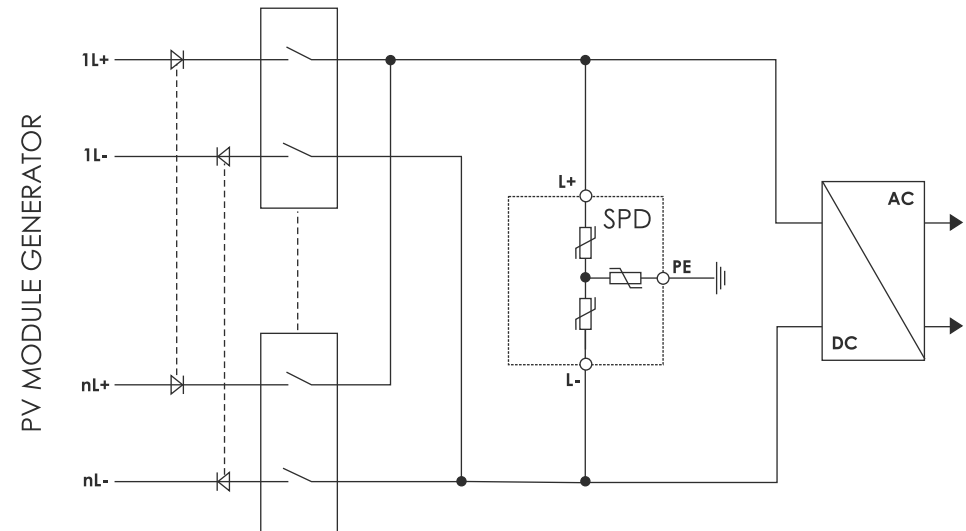 PV MODULE GENERATOR
1L+
1L-
nL+
nL-
L+
SPD
PE
L-
AC
DC